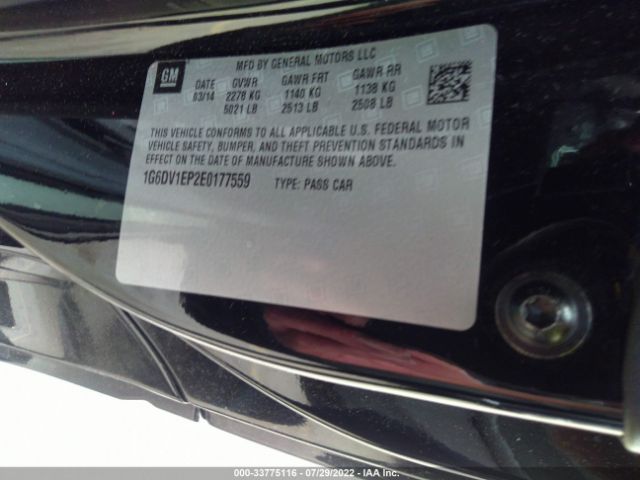 MFD BY GENERAL MOTORS LLC
GM DATE GVWR GAWR FRT GAWR RR
03/14 2278 KG 1140 KG 1138 KG
5021 LB 2513 LB 2508 LB
THIS VEHICLE CONFORMS TO ALL APPLICABLE U.S. FEDERAL MOTOR
VEHICLE SAFETY, BUMPER, AND THEFT PREVENTION STANDARDS IN
EFFECT ON THE DATE OF MANUFACTURE SHOWN ABOVE.
1G6DV1EP2E0177559 TYPE: PASS CAR
000-33775116 - 07/29/2022 - IAA Inc.